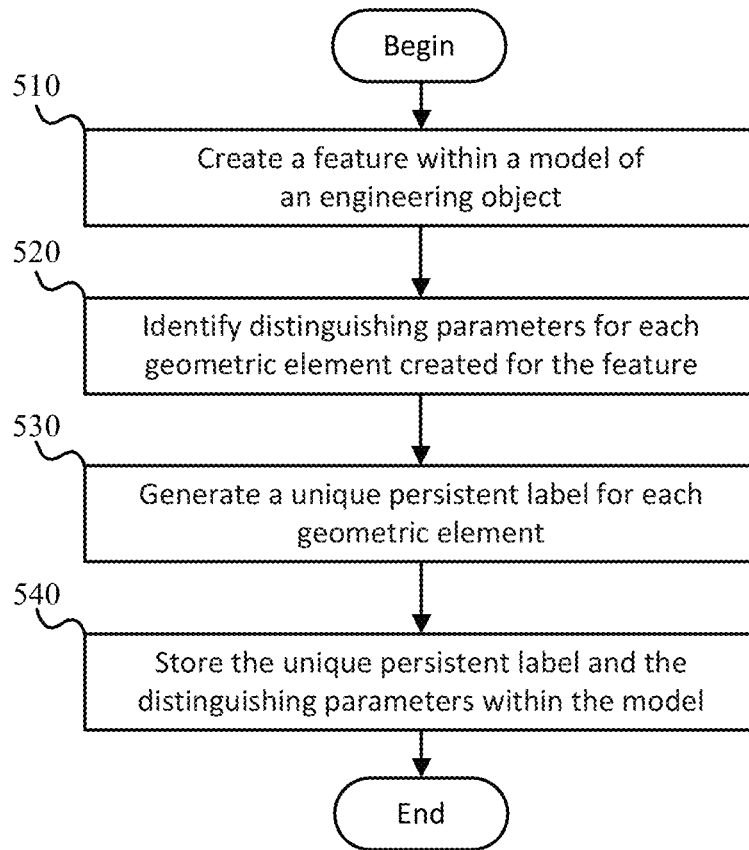 Begin
510
Create a feature within a model of
an engineering object
520
Identify distinguishing parameters for each
geometric element created for the feature
530
Generate a unique persistent label for each
geometric element
540
Store the unique persistent label and the
distinguishing parameters within the model
End